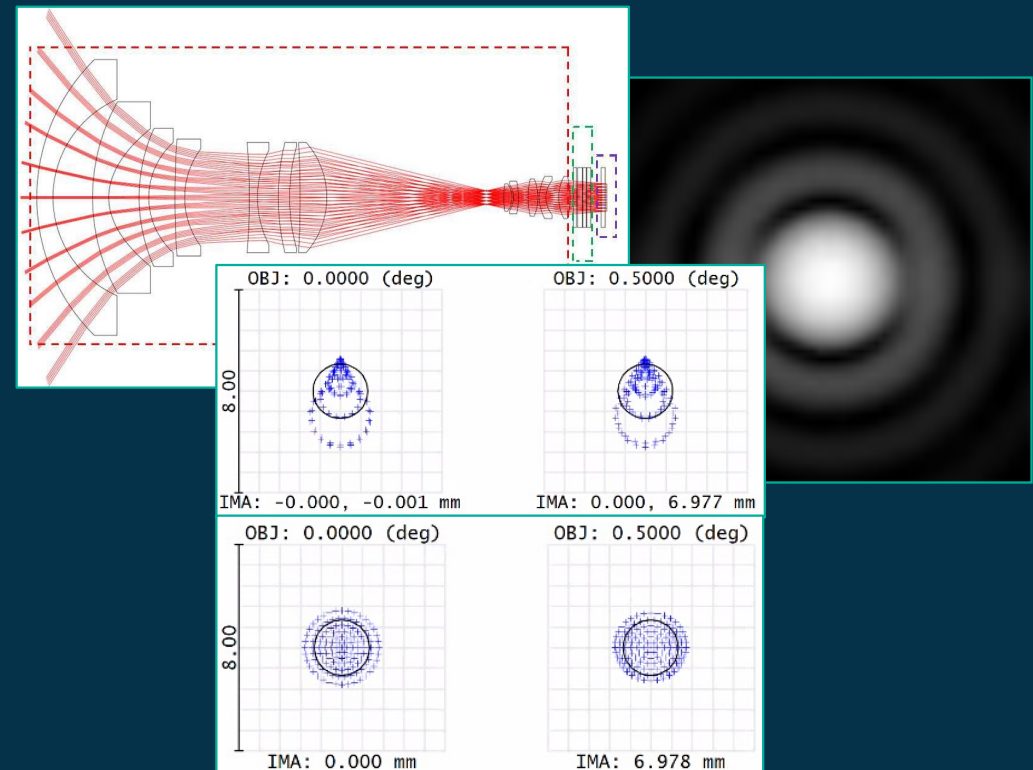 OBJ: 0.0000 (deg)
OBJ: 0.5000 (deg)
8.00
IMA: -0.000, -0.001 mm
IMA: 0.000, 6.977 mm
OBJ: 0.0000 (deg)
OBJ: 0.5000 (deg)
8.00
IMA: 0.000 mm
IMA: 6.978 mm